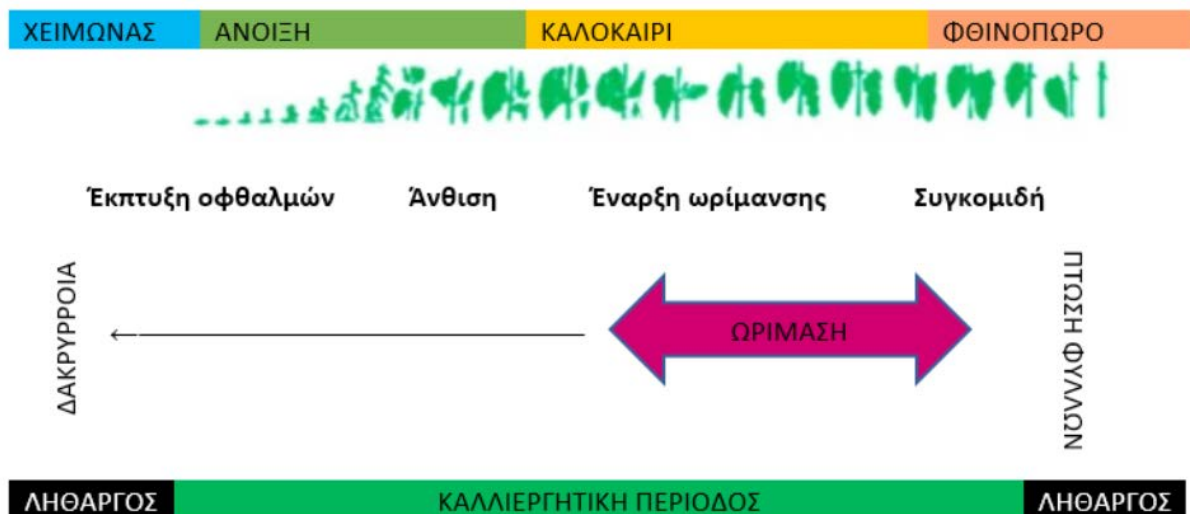 ΧΕΙΜΩΝΑΣ ΑΝΟΙΞΗ ΚΑΛΟΚΑΙΡΙ ΦΘΙΝΟΠΩΡΟ
Έκπτυξη οφθαλμών Άνθιση Έναρξη ωρίμανσης Συγκομιδή
ΔΑΚΡΥΡΡΟΙΑ
ΩΡΙΜΑΣΗ
ΠΤΩΣΗ ΦΥΛΛΩΝ
ΛΗΘΑΡΓΟΣ ΚΑΛΛΙΕΡΓΗΤΙΚΗ ΠΕΡΙΟΔΟΣ ΛΗΘΑΡΓΟΣ